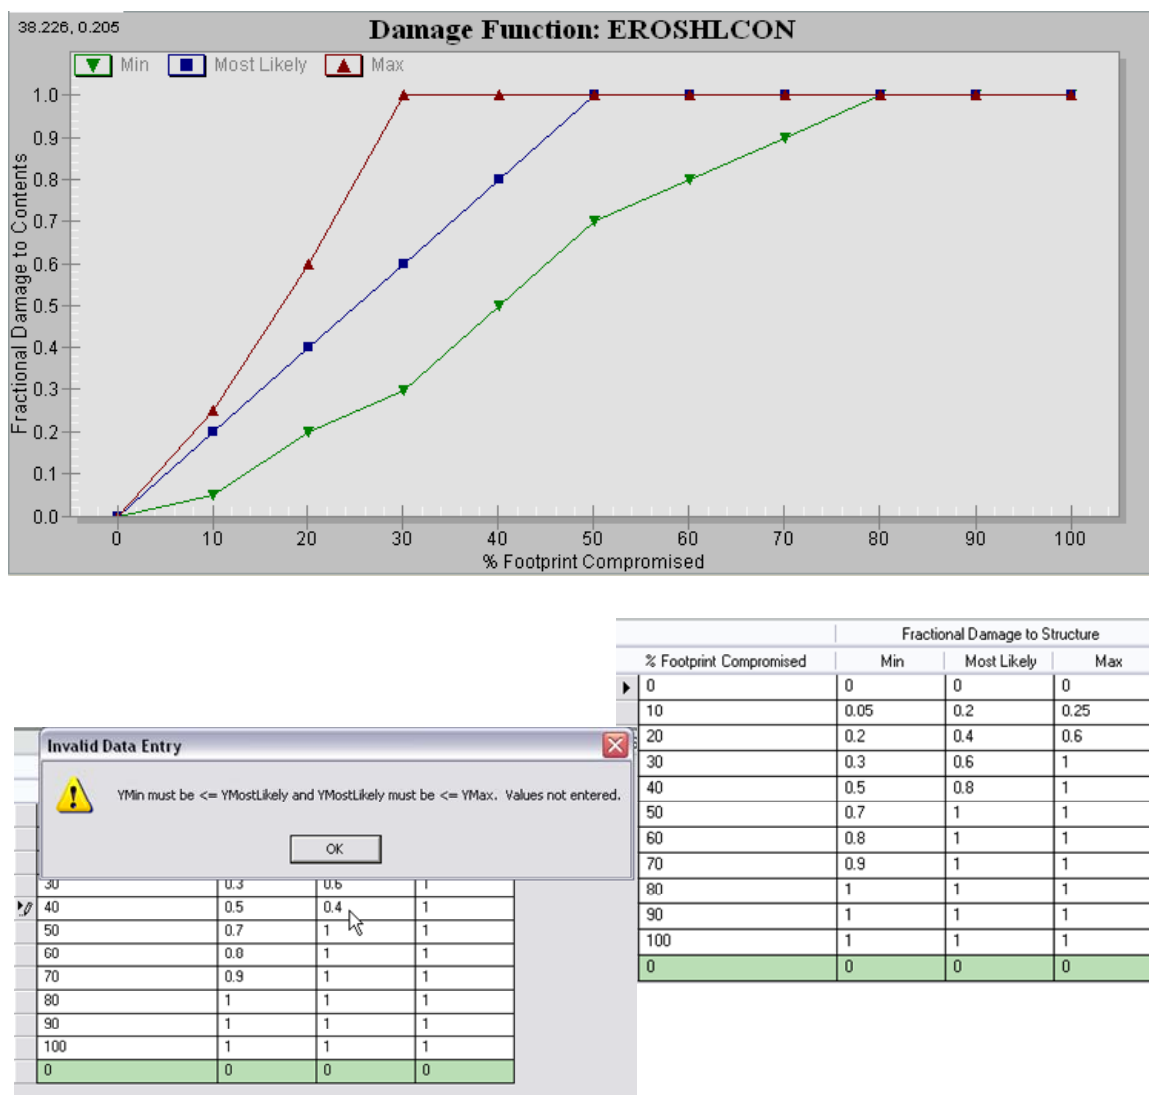 38.226, 0.205
Damage Function: EROSHLCON
Min Most Likely Max
Fractional Damage to Contents
1.0
0.9
0.8
0.7
0.6
0.5
0.4
0.3
0.2
0.1
0.0
0 10 20 30 40 50 60 70 80 90 100
% Footprint Compromised
Fractional Damage to Structure
% Footprint Compromised Min Most Likely Max
0 0 0 0
10 0.05 0.2 0.25
20 0.2 0.4 0.6
30 0.3 0.6 1
40 0.5 0.8 1
50 0.7 1 1
60 0.8 1 1
70 0.9 1 1
80 1 1 1
90 1 1 1
100 1 1 1
0 0 0 0
Invalid Data Entry
YMin must be <= YMostLikely and YMostLikely must be <= YMax. Values not entered.
OK
30 0.3 0.6 1
40 0.5 0.4 1
50 0.7 1 1
60 0.8 1 1
70 0.9 1 1
80 1 1 1
90 1 1 1
100 1 1 1
0 0 0 0